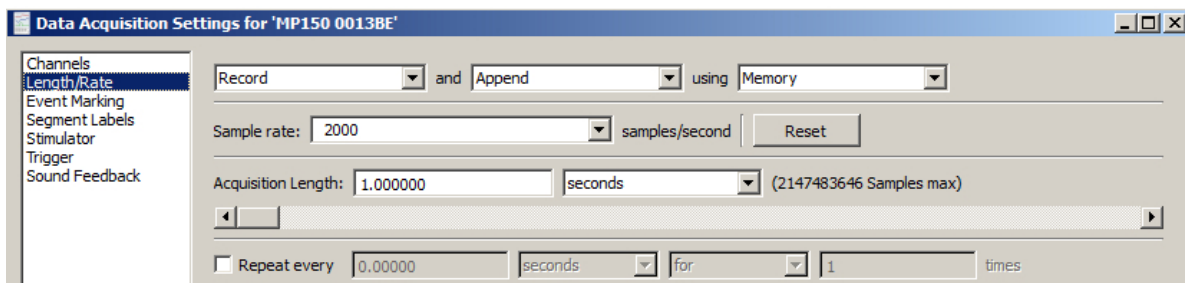 Data Acquisition Settings for 'MP150 0013BE'
Channels
Length/Rate
Event Marking
Segment Labels
Stimulator
Trigger
Sound Feedback
Record and Append using Memory
Sample rate: 2000 samples/second Reset
Acquisition Length: 1.000000 seconds (2147483646 Samples max)
Repeat every 0.00000 seconds for 1 times